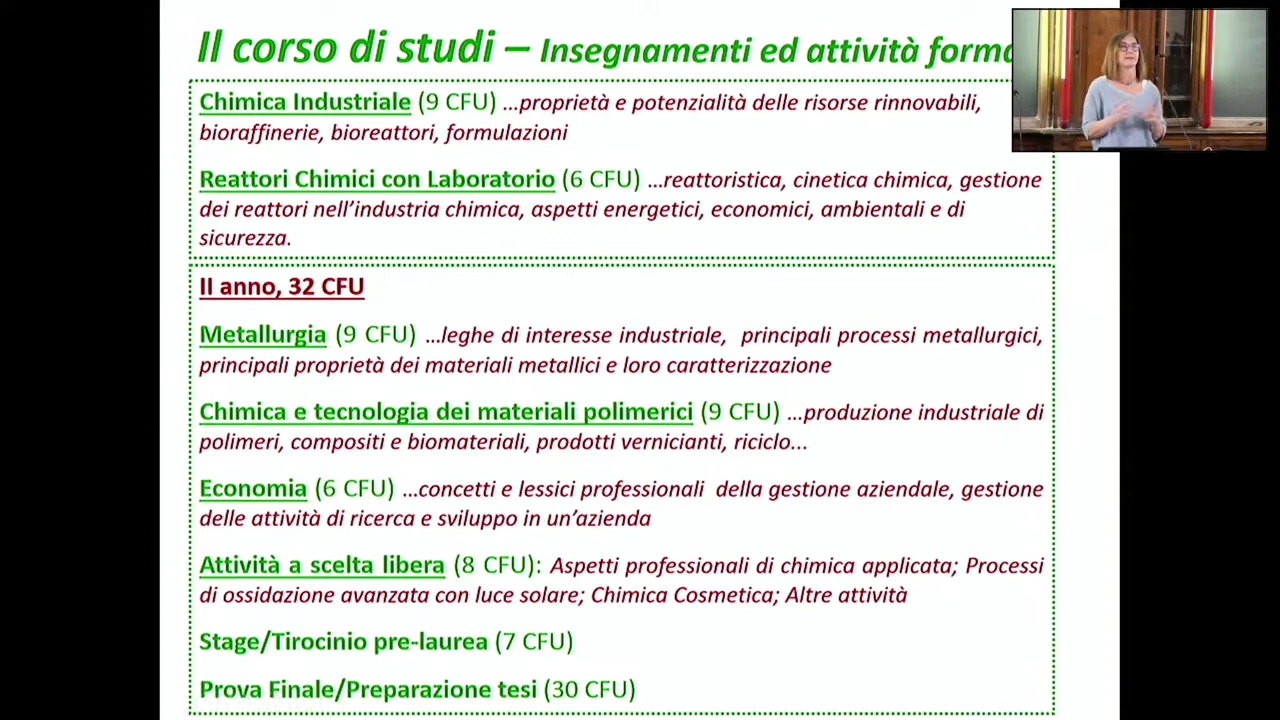 Il corso di studi – Insegnamenti ed attività
Chimica Industriale (9 CFU) ...proprietà e potenzialità delle risorse rinnovabili,
bioraffinerie, bioreattori, formulazioni
Reattori Chimici con Laboratorio (6 CFU) ...reattoristica, cinetica chimica, gestione
dei reattori nell'industria chimica, aspetti energetici, economici, ambientali e di
sicurezza.
II anno, 32 CFU
Metallurgia (9 CFU) ...leghe di interesse industriale, principali processi metallurgici,
principali proprietà dei materiali metallici e loro caratterizzazione
Chimica e tecnologia dei materiali polimerici (9 CFU) ...produzione industriale di
polimeri, compositi e biomateriali, prodotti vernicianti, riciclo...
Economia (6 CFU) ...concetti e lessici professionali della gestione aziendale, gestione
delle attività di ricerca e sviluppo in un'azienda
Attività a scelta libera (8 CFU): Aspetti professionali di chimica applicata; Processi
di ossidazione avanzata con luce solare; Chimica Cosmetica; Altre attività
Stage/Tirocinio pre-laurea (7 CFU)
Prova Finale/Preparazione tesi (30 CFU)